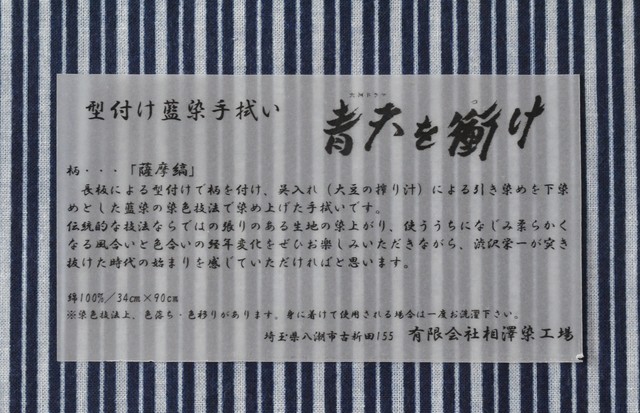 大河ドラマ
型付け藍染手拭い
青天を衝け
柄・・・「薩摩縞」
長板による型付けで柄を付け、呉入れ（大豆の搾り汁）による引き染めを下染
めとした藍染の染色技法で染め上げた手拭いです。
伝統的な技法ならではの張りのある生地の染上がり、使ううちになじみ柔らかく
なる風合いと色合いの経年変化をぜひお楽しみいただきながら、渋沢栄一が突き
抜けた時代の始まりを感じていただければと思います。
綿100%／34cm×90cm
※染色技法上、色落ち・色移りがあります。身に着けて使用される場合は一度お洗濯下さい。
埼玉県八潮市古新田155 有限会社相澤染工場